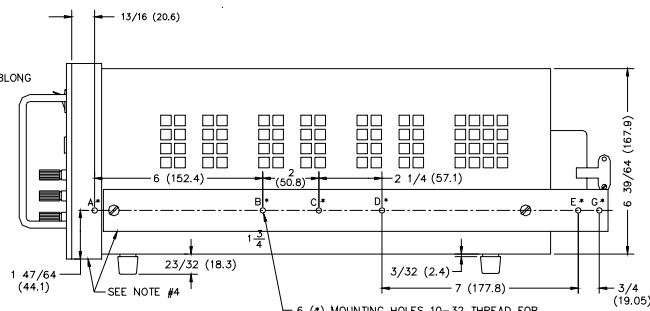 13/16 (20.6)
BLONG
6 (152.4)
2
(50.8)
2 1/4 (57.1)
6 39/64 (167.9)
A*
B*
C*
D*
E*
G*
1 3/4
1 47/64
(44.1)
23/32 (18.3)
3/32 (2.4)
7 (177.8)
3/4
(19.05)
SEE NOTE #4
6 (*) MOUNTING HOLES 10-32 THREAD FOR